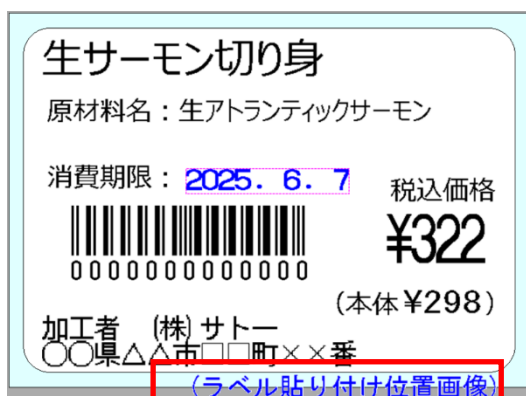 生サーモン切り身
原材料名：生アトランティックサーモン
消費期限： 2025. 6. 7
税込価格
¥322
0000000000000
(本体¥298)
加工者　(株) サトー
〇〇県△△市□□町××番
(ラベル貼り付け位置画像)